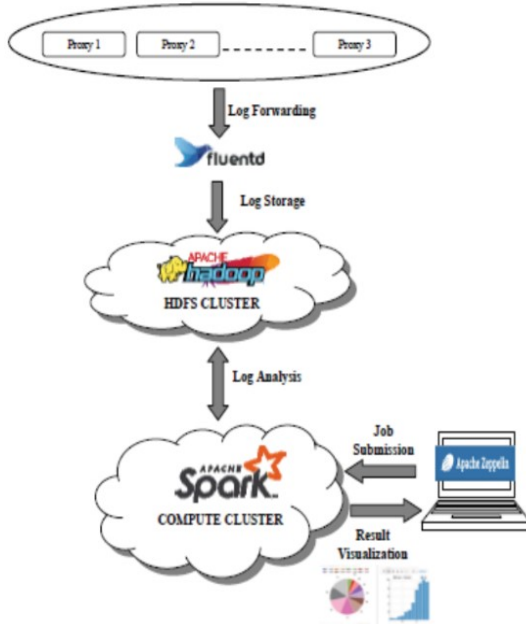 Proxy 1
Proxy 2
Proxy 3
Log Forwarding
fluentd
Log Storage
APACHE
hadoop
HDFS CLUSTER
Log Analysis
APACHE
Spark
COMPUTE CLUSTER
Job
Submission
Apache Zeppelin
Result
Visualization